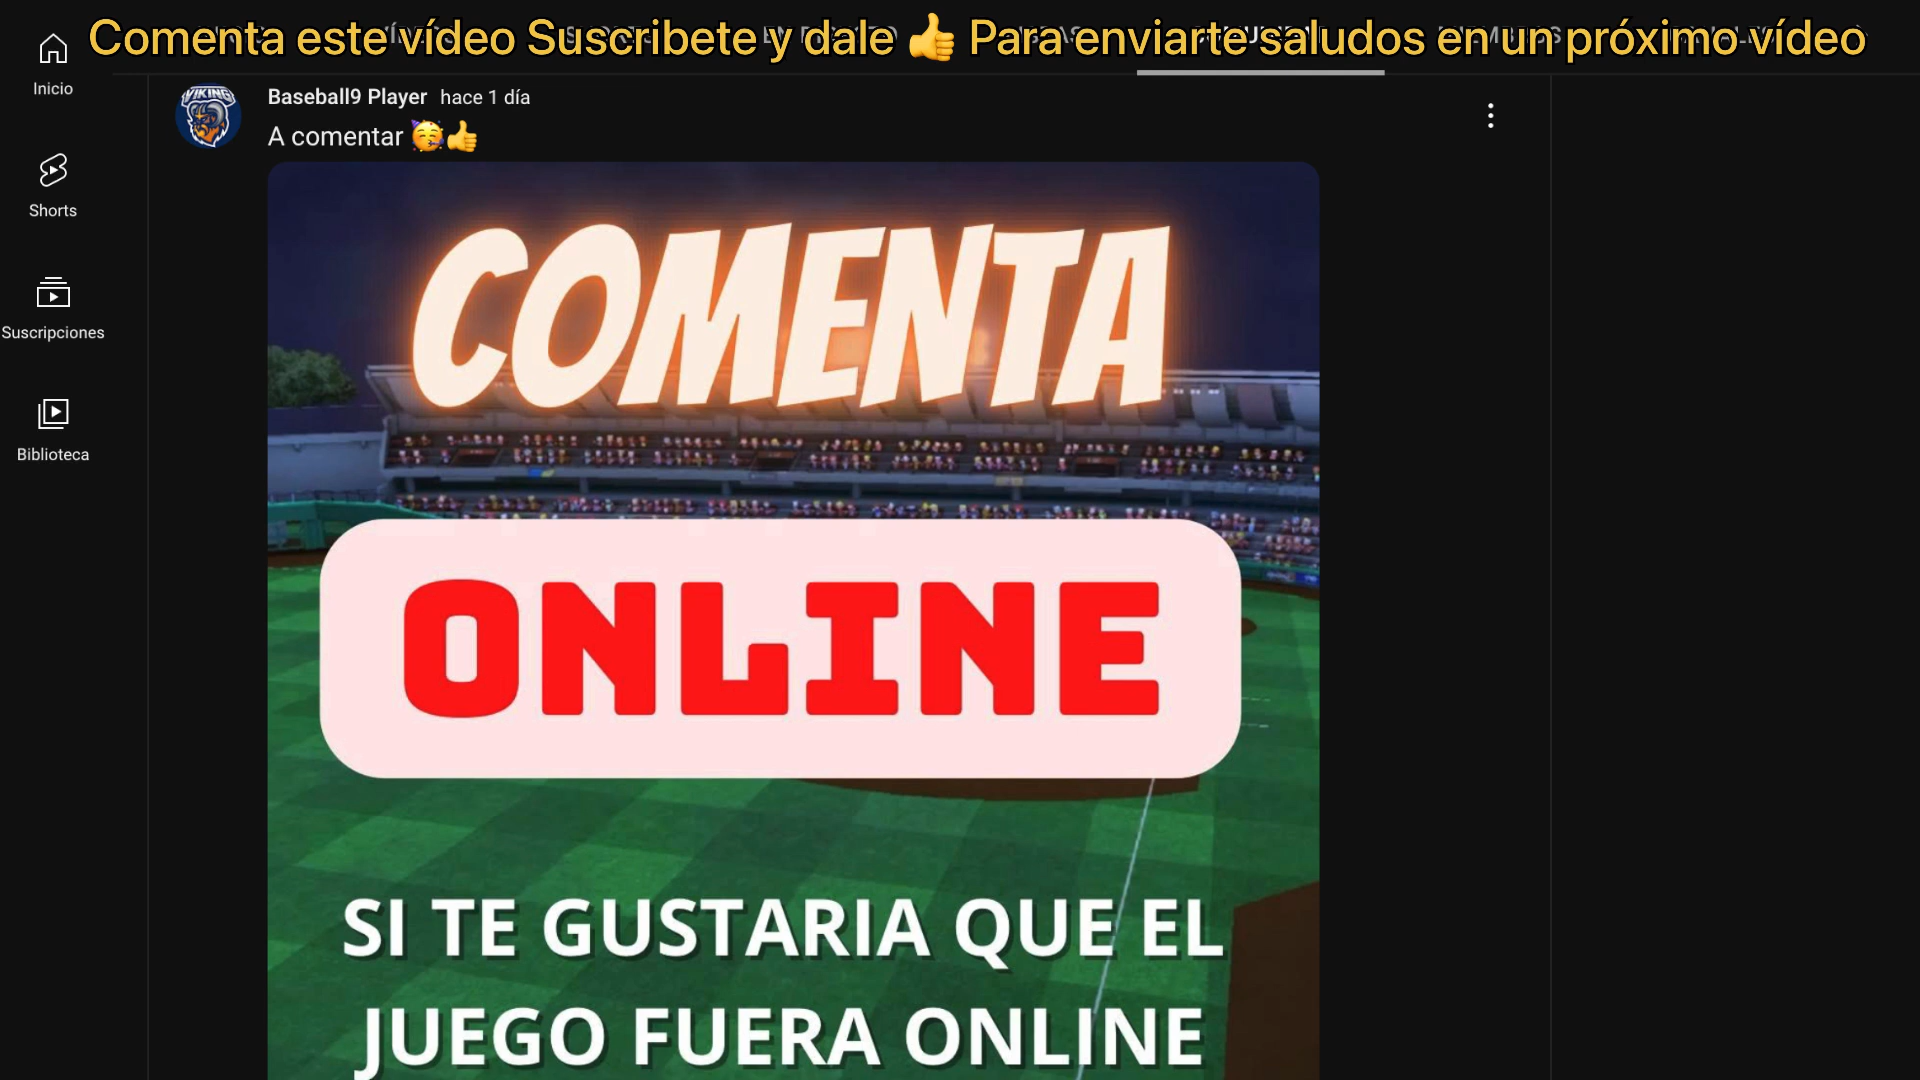 Comenta este vídeo Suscribete y dale 👍 Para enviarte saludos en un próximo vídeo
Inicio
Shorts
Suscripciones
Biblioteca
VIKING
Baseball9 Player hace 1 día
A comentar 🥳👍
COMENTA
ONLINE
SI TE GUSTARIA QUE EL
JUEGO FUERA ONLINE